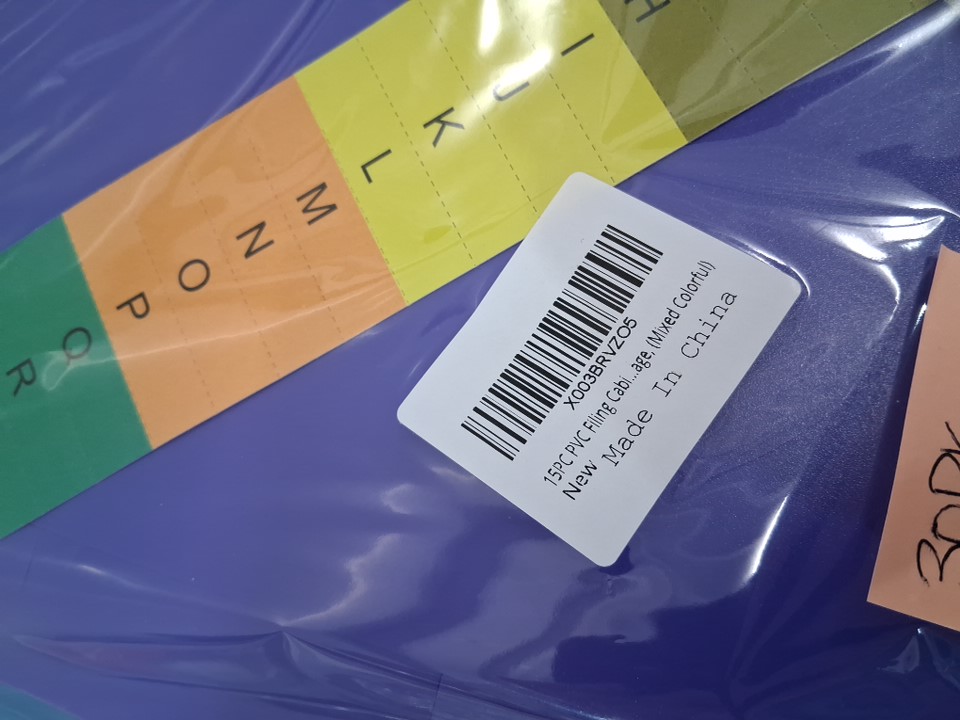 H
I
J
K
L
M
N
O
P
Q
R
X003BRVZO5
15PC PVC Filing Cabi...age, (Mixed Colorful)
New
Made In China